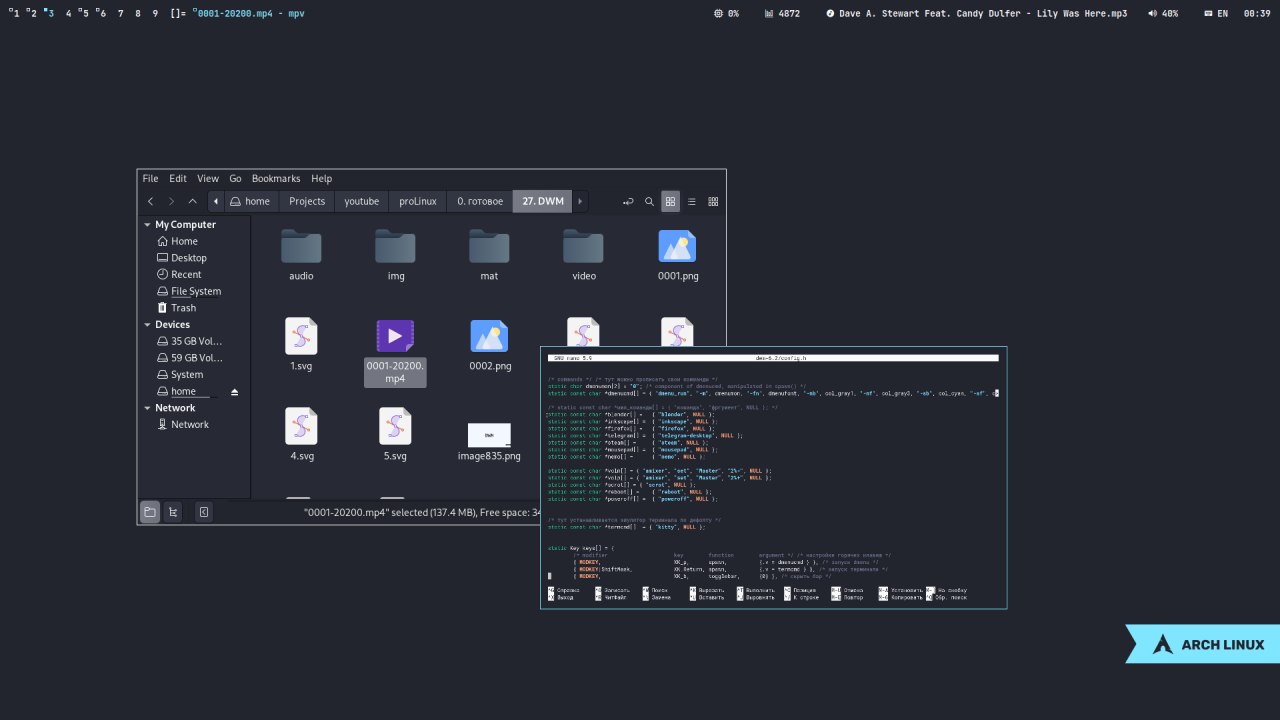 1 2 3 4 5 6 7 8 9 []= 0001-20200.mp4 - mpv
0% 4872 Dave A. Stewart Feat. Candy Dulfer - Lily Was Here.mp3 40% EN 00:39
File Edit View Go Bookmarks Help
home Projects youtube proLinux 0. готовое 27. DWM
My Computer
Home
Desktop
Recent
File System
Trash
Devices
35 GB Vol...
59 GB Vol...
System
home
Network
Network
audio img mat video 0001.png
1.svg 0001-20200.mp4 0002.png
4.svg 5.svg image835.png
"0001-20200.mp4" selected (137.4 MB), Free space: 34
GNU nano 5.9 dwm-6.2/config.h
/* commands */ /* тут можно прописать свои команды */
static char dmenumon[2] = "0"; /* component of dmenucmd, manipulated in spawn() */
static const char *dmenucmd[] = { "dmenu_run", "-m", dmenumon, "-fn", dmenufont, "-nb", col_gray1, "-nf", col_gray3, "-sb", col_cyan, "-sf",
/* static const char *имя_команды[] = { "команда", "аргумент", NULL }; */
static const char *blender[] = { "blender", NULL };
static const char *inkscape[] = { "inkscape", NULL };
static const char *firefox[] = { "firefox", NULL };
static const char *telegram[] = { "telegram-desktop", NULL };
static const char *steam[] = { "steam", NULL };
static const char *mousepad[] = { "mousepad", NULL };
static const char *nemo[] = { "nemo", NULL };
static const char { "amixer", "set", "Master", "2%-", NULL };
static const char { "amixer", "set", "Master", "2%+", NULL };
static const char *scrot[] = { "scrot", NULL };
static const char *reboot[] = { "reboot", NULL };
static const char *poweroff[] = { "poweroff", NULL };
/* тут устанавливается эмулятор терминала по дефолту */
static const char *termcmd[] = { "kitty", NULL };
static Key keys[] = {
/* modifier key function argument */ /* настройки горячих клавиш */
{ MODKEY, XK_p, spawn, {.v = dmenucmd } }, /* запуск dmenu */
{ MODKEY|ShiftMask, XK_Return, spawn, {.v = termcmd } }, /* запуск терминала */
{ MODKEY, XK_b, togglebar, {0} }, /* скрыть бар */
Справка Записать Поиск Вырезать Выполнить Позиция Отмена Установить На скобку
Выход ЧитФайл Замена Вставить Выровнять К строке Повтор Копировать Обр. поиск
ARCH LINUX